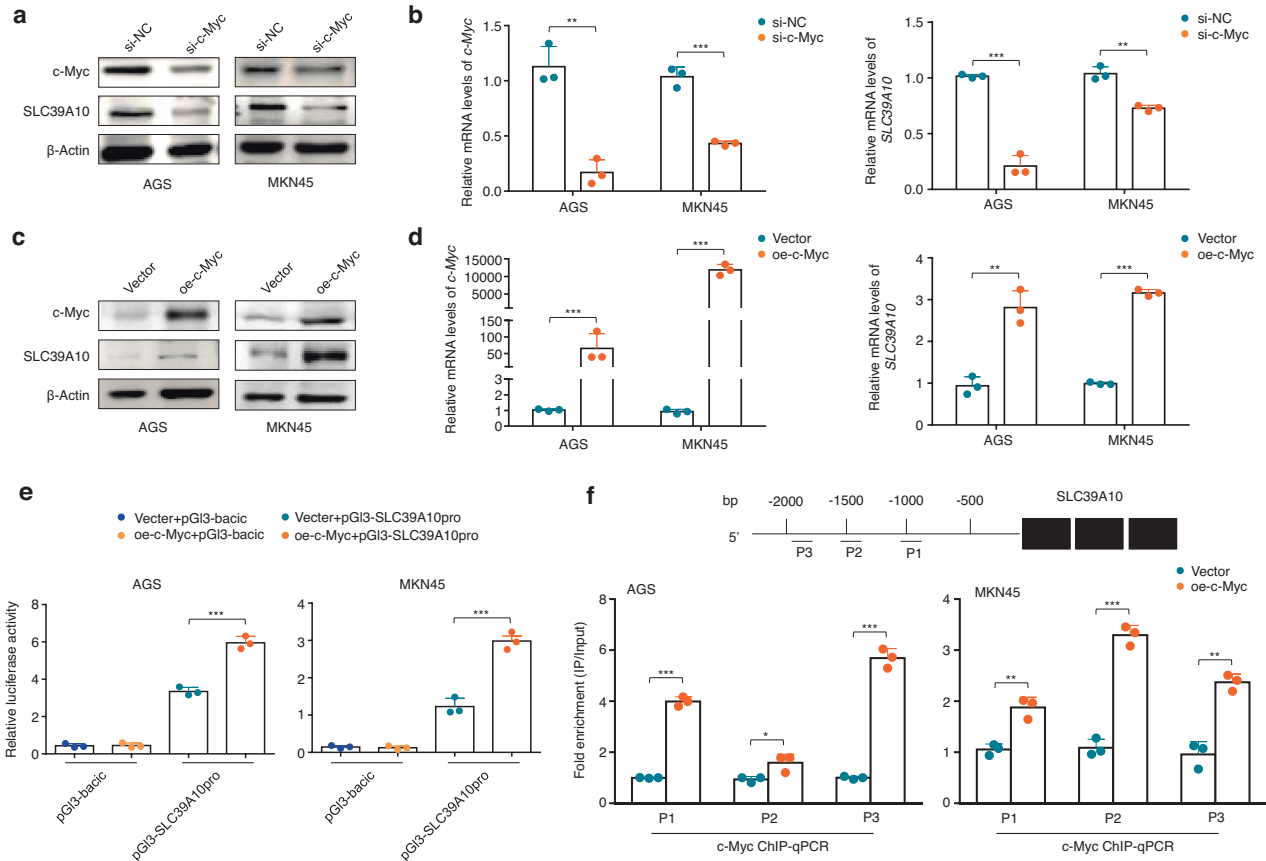 a
si-NC
si-c-Myc
si-NC
si-c-Myc
c-Myc
SLC39A10
β-Actin
AGS
MKN45
b
si-NC
si-c-Myc
Relative mRNA levels of c-Myc
1.5
1.0
0.5
0.0
**
***
AGS
MKN45
si-NC
si-c-Myc
Relative mRNA levels of
SLC39A10
1.5
1.0
0.5
0.0
***
**
AGS
MKN45
c
Vector
oe-c-Myc
Vector
oe-c-Myc
c-Myc
SLC39A10
β-Actin
AGS
MKN45
d
Vector
oe-c-Myc
Relative mRNA levels of c-Myc
15000
10000
5000
150
100
50
2
1
0
***
***
AGS
MKN45
Vector
oe-c-Myc
Relative mRNA levels of
SLC39A10
4
3
2
1
0
**
***
AGS
MKN45
e
Vecter+pGl3-bacic
oe-c-Myc+pGl3-bacic
Vecter+pGl3-SLC39A10pro
oe-c-Myc+pGl3-SLC39A10pro
AGS
Relative luciferase activity
8
6
4
2
0
***
pGl3-bacic
pGl3-SLC39A10pro
MKN45
4
3
2
1
0
***
pGl3-bacic
pGl3-SLC39A10pro
f
bp
-2000
-1500
-1000
-500
SLC39A10
5'
P3
P2
P1
Vector
oe-c-Myc
AGS
Fold enrichment (IP/Input)
8
6
4
2
0
***
*
***
P1
P2
P3
c-Myc ChIP-qPCR
MKN45
4
3
2
1
0
**
***
**
P1
P2
P3
c-Myc ChIP-qPCR